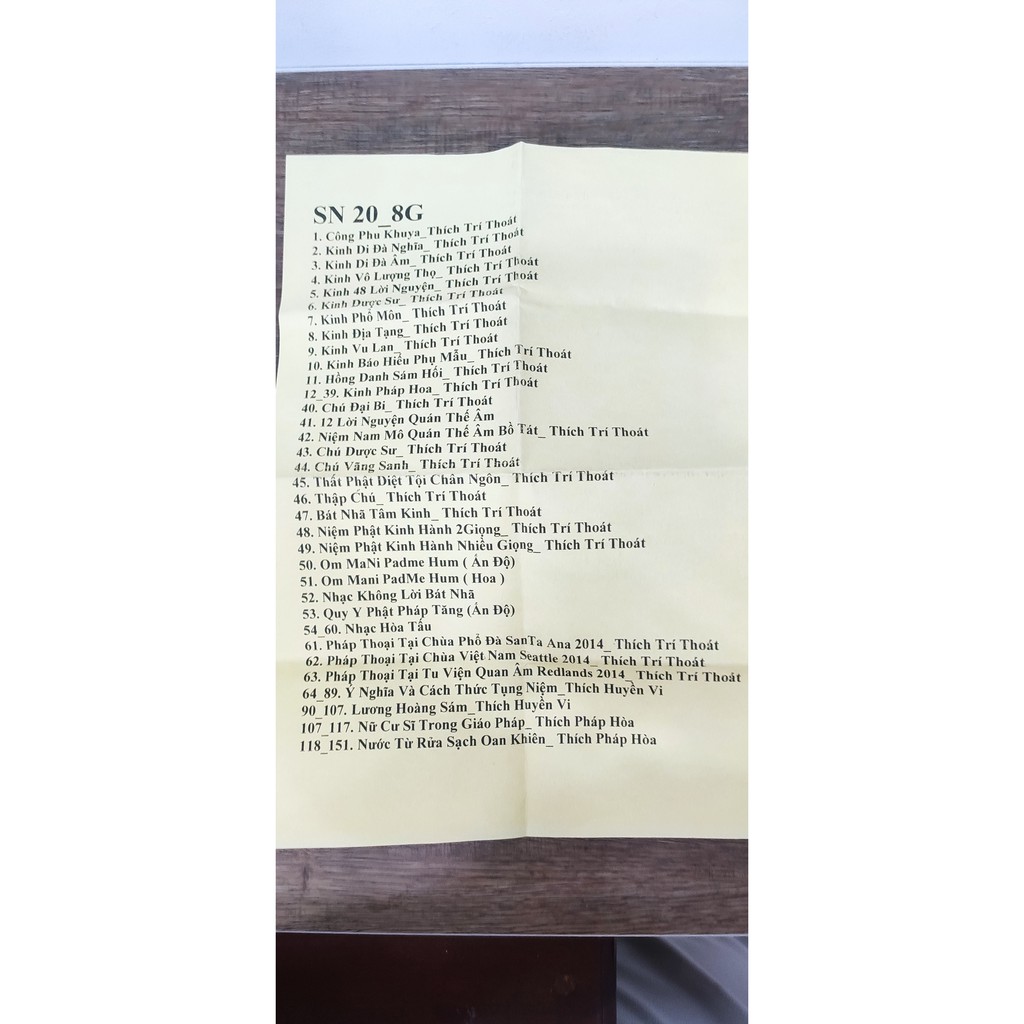 SN 20_8G
1. Công Phu Khuya_Thích Trí Thoát
2. Kinh Di Đà Nghĩa_ Thích Trí Thoát
3. Kinh Di Đà Âm_ Thích Trí Thoát
4. Kinh Vô Lượng Thọ_ Thích Trí Thoát
5. Kinh 48 Lời Nguyện_ Thích Trí Thoát
6. Kinh Dược Sư_ Thích Trí Thoát
7. Kinh Phổ Môn_ Thích Trí Thoát
8. Kinh Địa Tạng_ Thích Trí Thoát
9. Kinh Vu Lan_ Thích Trí Thoát
10. Kinh Báo Hiếu Phụ Mẫu_ Thích Trí Thoát
11. Hồng Danh Sám Hối_ Thích Trí Thoát
12_39. Kinh Pháp Hoa_ Thích Trí Thoát
40. Chú Đại Bi_ Thích Trí Thoát
41. 12 Lời Nguyện Quán Thế Âm
42. Niệm Nam Mô Quán Thế Âm Bồ Tát_ Thích Trí Thoát
43. Chú Dược Sư_ Thích Trí Thoát
44. Chú Vãng Sanh_ Thích Trí Thoát
45. Thất Phật Diệt Tội Chân Ngôn_ Thích Trí Thoát
46. Thập Chú_ Thích Trí Thoát
47. Bát Nhã Tâm Kinh_ Thích Trí Thoát
48. Niệm Phật Kinh Hành 2Giọng_ Thích Trí Thoát
49. Niệm Phật Kinh Hành Nhiều Giọng_ Thích Trí Thoát
50. Om MaNi Padme Hum ( Ấn Độ)
51. Om Mani PadMe Hum ( Hoa )
52. Nhạc Không Lời Bát Nhã
53. Quy Y Phật Pháp Tăng (Ấn Độ)
54_60. Nhạc Hòa Tấu
61. Pháp Thoại Tại Chùa Phổ Đà SanTa Ana 2014_ Thích Trí Thoát
62. Pháp Thoại Tại Chùa Việt Nam Seattle 2014_ Thích Trí Thoát
63. Pháp Thoại Tại Tu Viện Quan Âm Redlands 2014_ Thích Trí Thoát
64_89. Ý Nghĩa Và Cách Thức Tụng Niệm_Thích Huyền Vi
90_107. Lương Hoàng Sám_Thích Huyền Vi
107_117. Nữ Cư Sĩ Trong Giáo Pháp_ Thích Pháp Hòa
118_151. Nước Từ Rửa Sạch Oan Khiên_ Thích Pháp Hòa